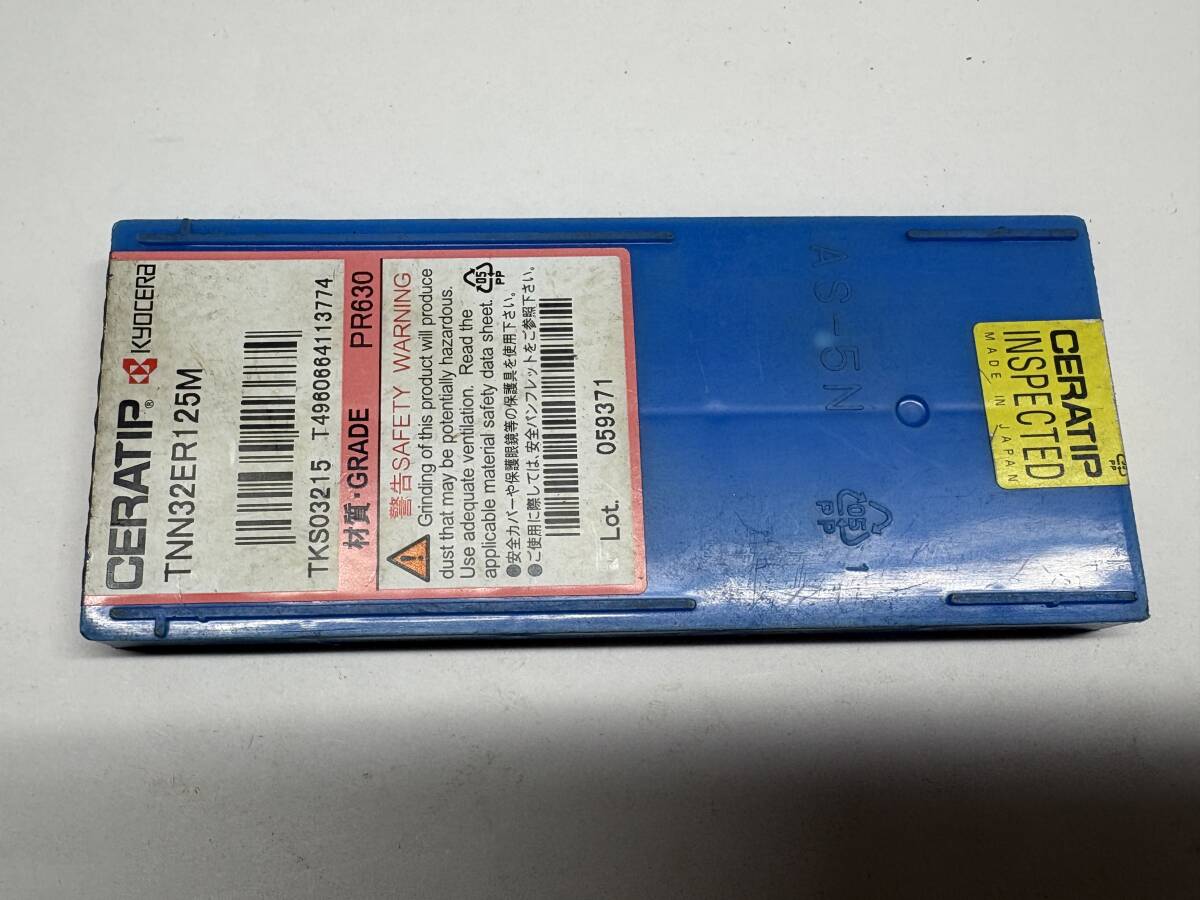 CERATIP® KYOCERA
TNN32ER125M
TKS03215 T4960664113774
材質・GRADE PR630
警告SAFETY WARNING
Grinding of this product will produce
dust that may be potentially hazardous.
Use adequate ventilation. Read the
applicable material safety data sheet.
05
PP
●安全カバーや保護眼鏡等の保護具を使用下さい。
●ご使用に際しては、安全パンフレットをご参照下さい。
Lot. 059371
AS-5N
05
PP
1
CERATIP
INSPECTED
MADE IN JAPAN